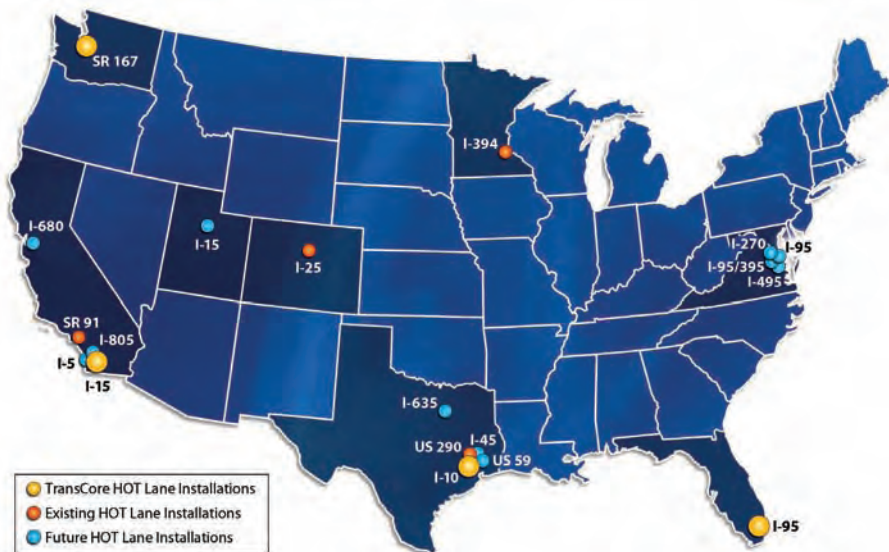 SR 167
I-394
I-680
I-15
I-25
I-270
I-95
I-95/395
I-495
SR 91
I-805
I-5
I-15
I-635
US 290
I-45
US 59
I-10
I-95
TransCore HOT Lane Installations
Existing HOT Lane Installations
Future HOT Lane Installations